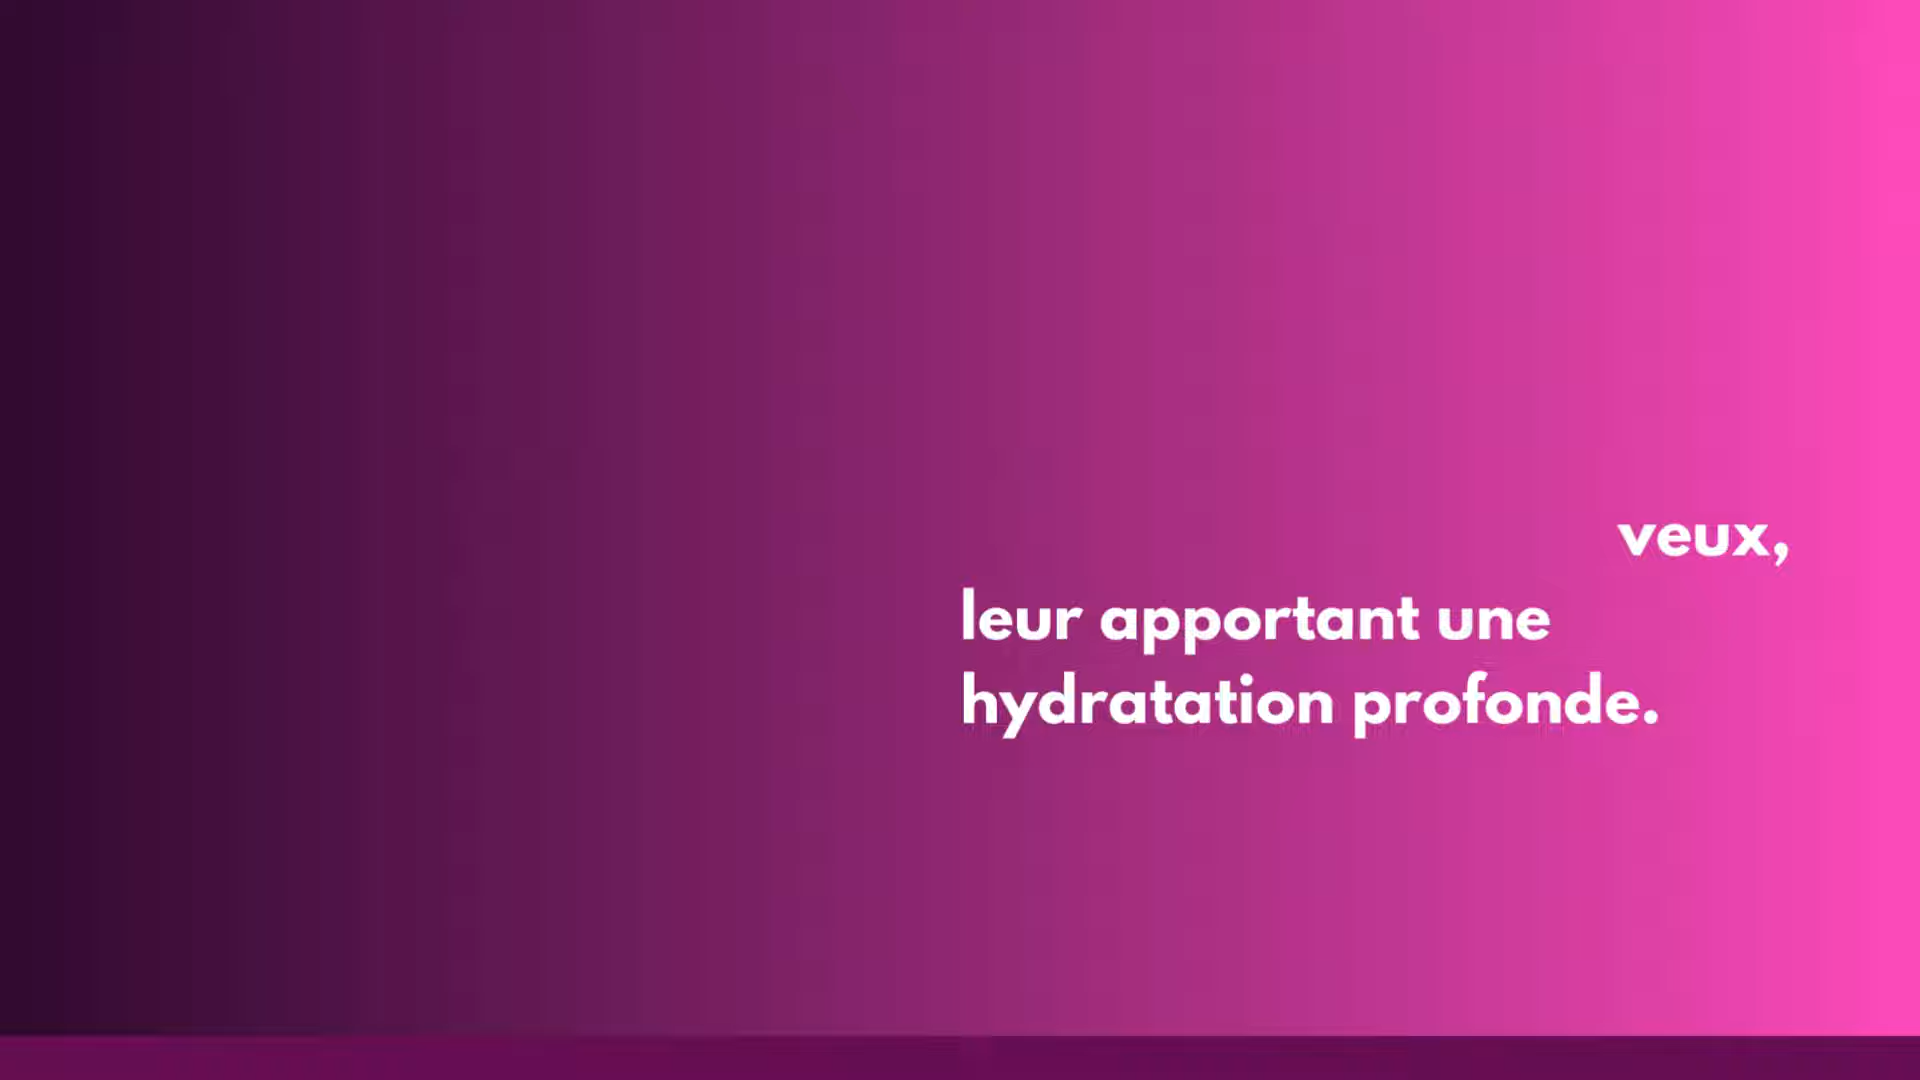 veux,
leur apportant une
hydratation profonde.